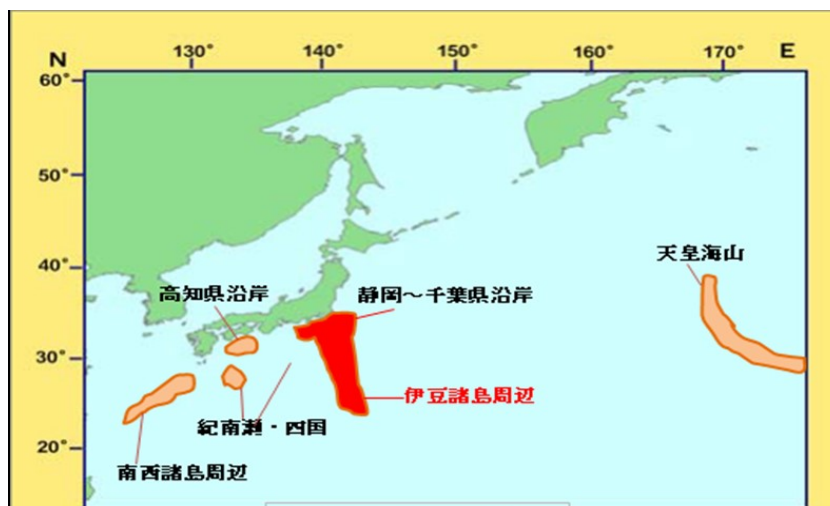 N
130°
140°
150°
160°
170°
E
60°
50°
40°
30°
20°
天皇海山
高知県沿岸
静岡～千葉県沿岸
伊豆諸島周辺
紀南瀬・四国
南西諸島周辺